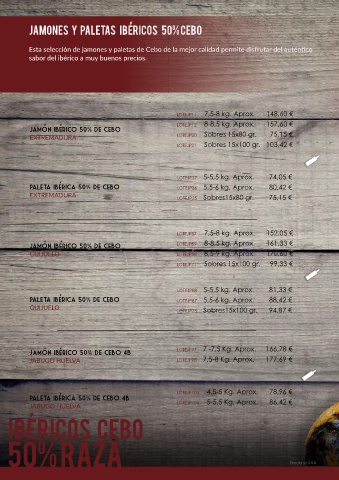 JAMONES Y PALETAS IBÉRICOS 50%CEBO
Esta selección de jamones y paletas de Cebo de la mejor calidad permite disfrutar del auténtico
sabor del ibérico a muy buenos precios.
JAMÓN IBÉRICO 50% DE CEBO
EXTREMADURA
7,5-8 kg. Aprox. 148,60 €
8-8,5 kg. Aprox. 157,60 €
Sobres 15x80 gr. 75,15 €
Sobres 15x100 gr. 103,42 €
PALETA IBÉRICA 50% DE CEBO
EXTREMADURA
5-5,5 kg. Aprox. 74,05 €
5,5-6 kg. Aprox. 80,42 €
Sobres15x80 gr. 75,15 €
JAMÓN IBÉRICO 50% DE CEBO
GUIJUELO
7,5-8 kg. Aprox. 152,05 €
8-8,5 kg. Aprox. 161,33 €
8,5-9 kg. Aprox. 170,60 €
Sobres 15x100 gr. 99,33 €
PALETA IBÉRICO 50% DE CEBO
GUIJUELO
5-5,5 kg. Aprox. 81,33 €
5,5-6 kg. Aprox. 88,42 €
Sobres15x100 gr. 94,87 €
JAMÓN IBÉRICO 50% DE CEBO 4B
JABUGO HUELVA
7-7,5 Kg. Aprox. 166,78 €
7,5-8 Kg. Aprox. 177,69 €
PALETA IBÉRICO 50% DE CEBO 4B
JABUGO HUELVA
4,5-5 Kg. Aprox. 78,96 €
5-5,5 Kg. Aprox. 86,42 €
IBÉRICOS CEBO
50%RAZA